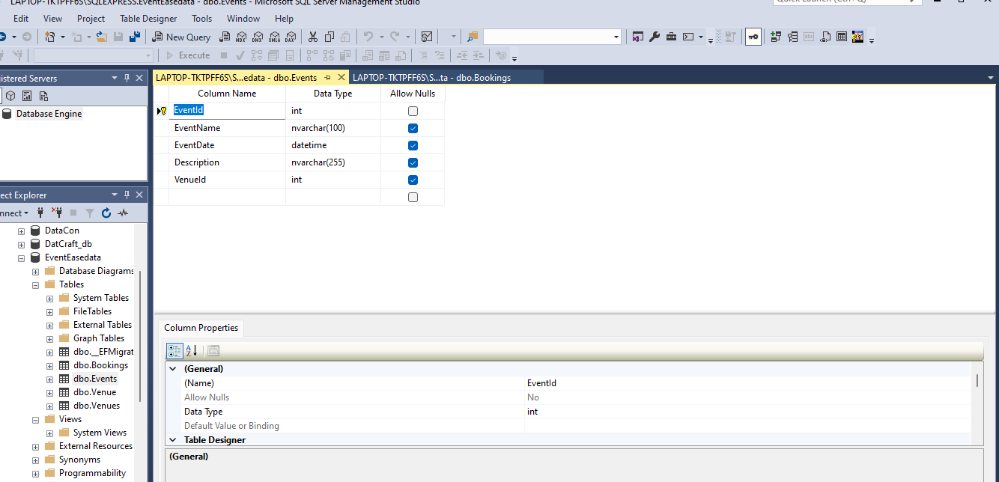 LAPTOP-TKTPFF6S\SQLEXPRESS.EventEasedata - dbo.Events - Microsoft SQL Server Management Studio
Quick Launch (Ctrl+Q)
Edit View Project Table Designer Tools Window Help
New Query MDX DMX XMLA DAX
Execute
istered Servers
Database Engine
ect Explorer
nnect
DataCon
DatCraft_db
EventEasedata
Database Diagrams
Tables
System Tables
FileTables
External Tables
Graph Tables
dbo.__EFMigrat
dbo.Bookings
dbo.Events
dbo.Venue
dbo.Venues
Views
System Views
External Resources
Synonyms
Programmability
LAPTOP-TKTPFF6S\S...edata - dbo.Events LAPTOP-TKTPFF6S\S...ta - dbo.Bookings
Column Name Data Type Allow Nulls
EventId int
EventName nvarchar(100)
EventDate datetime
Description nvarchar(255)
VenueId int
Column Properties
(General)
(Name) EventId
Allow Nulls No
Data Type int
Default Value or Binding
Table Designer
(General)